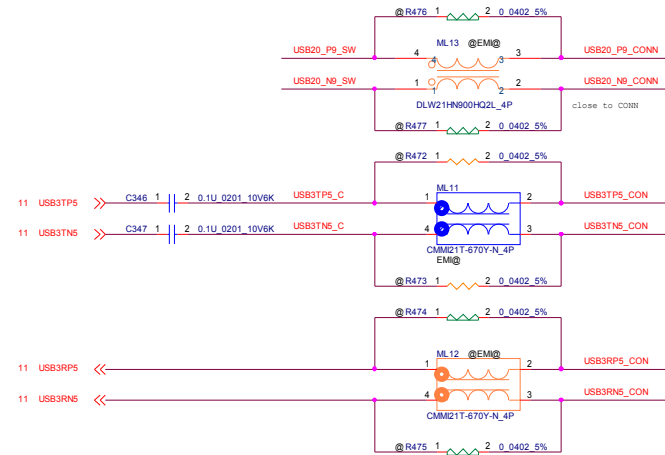 @ R476 1 2 0_0402_5%
ML13 @EMI@
USB20_P9_SW 4 4 3 3 USB20_P9_CONN
USB20_N9_SW 1 1 2 2 USB20_N9_CONN
DLW21HN900HQ2L_4P close to CONN
@ R477 1 2 0_0402_5%
@ R472 1 2 0_0402_5%
ML11
11 USB3TP5 C346 1 2 0.1U_0201_10V6K USB3TP5_C 1 2 USB3TP5_CON
11 USB3TN5 C347 1 2 0.1U_0201_10V6K USB3TN5_C 4 3 USB3TN5_CON
CMMI21T-670Y-N_4P
EMI@
@ R473 1 2 0_0402_5%
@ R474 1 2 0_0402_5%
ML12 @EMI@
11 USB3RP5 1 2 USB3RP5_CON
11 USB3RN5 4 3 USB3RN5_CON
CMMI21T-670Y-N_4P
@ R475 1 2 0_0402_5%